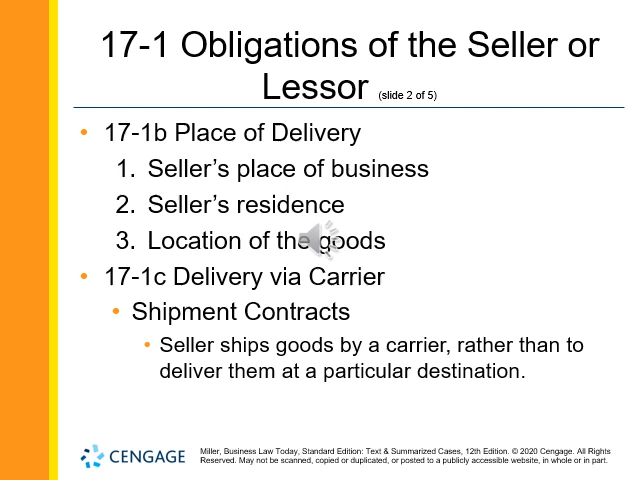 17-1 Obligations of the Seller or
Lessor (slide 2 of 5)
• 17-1b Place of Delivery
1. Seller's place of business
2. Seller's residence
3. Location of the goods
• 17-1c Delivery via Carrier
• Shipment Contracts
• Seller ships goods by a carrier, rather than to
deliver them at a particular destination.
CENGAGE
Miller, Business Law Today, Standard Edition: Text & Summarized Cases, 12th Edition. © 2020 Cengage. All Rights
Reserved. May not be scanned, copied or duplicated, or posted to a publicly accessible website, in whole or in part.